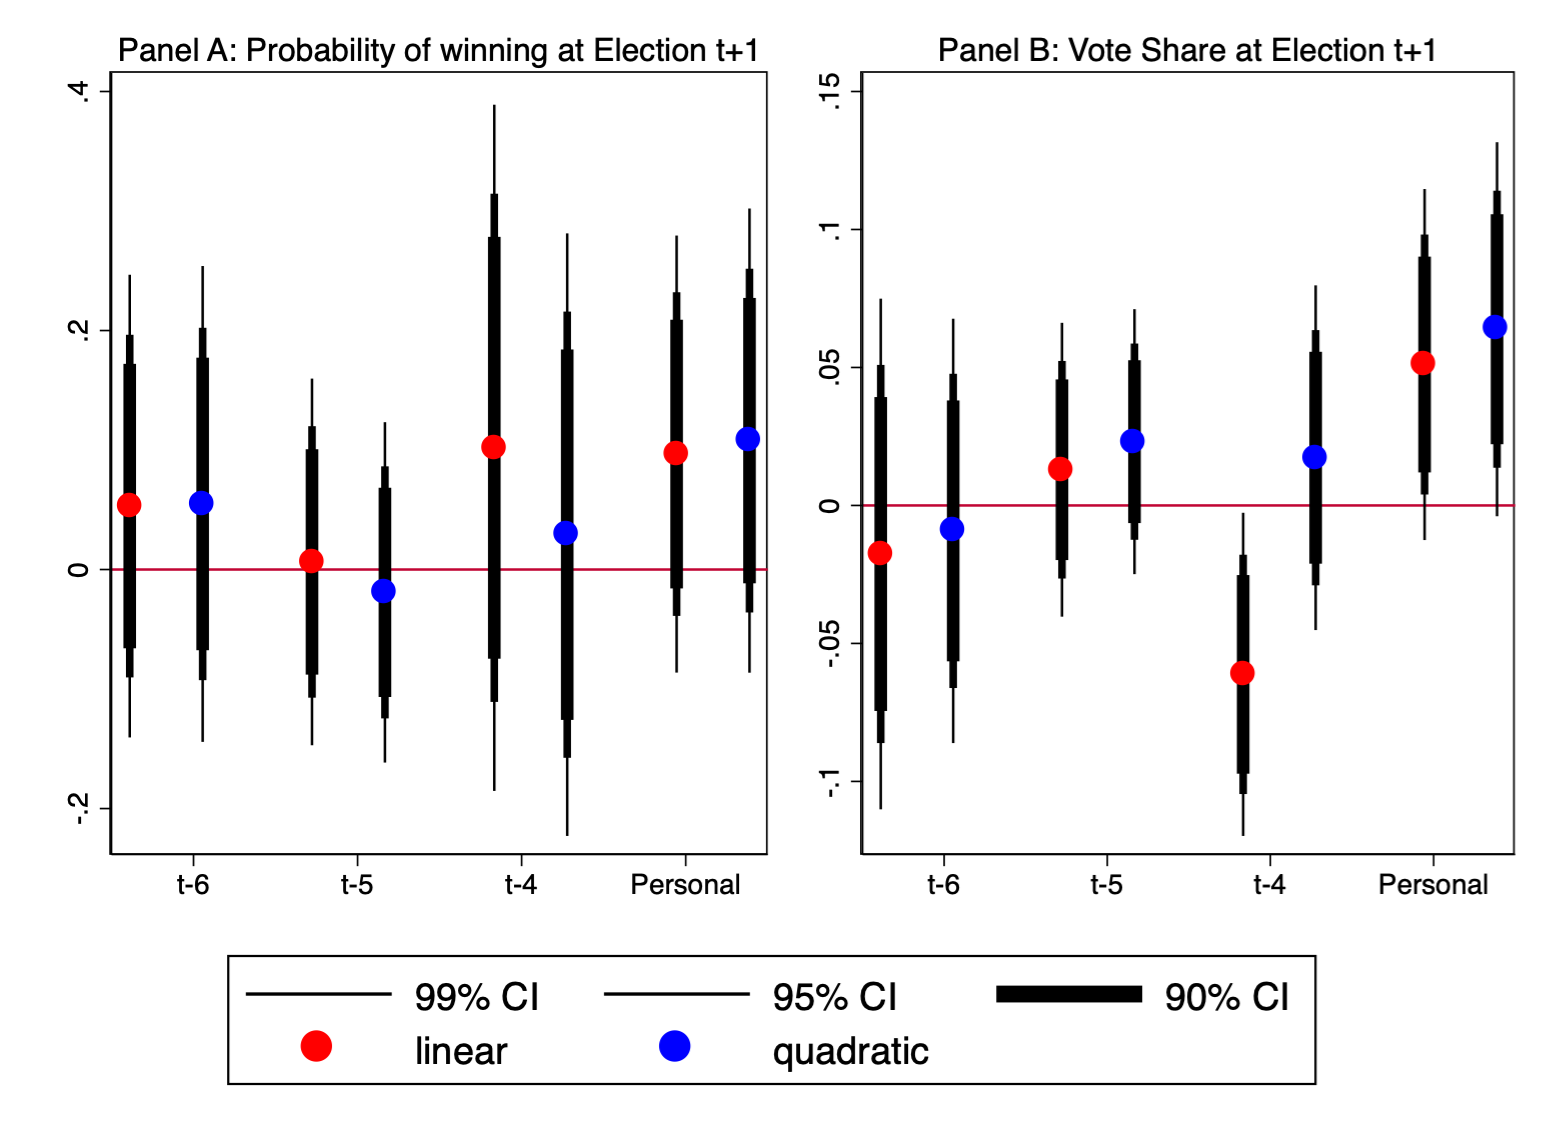 Panel A: Probability of winning at Election t+1
.4
.2
0
-.2
t-6 t-5 t-4 Personal
Panel B: Vote Share at Election t+1
.15
.1
.05
0
-.05
-.1
t-6 t-5 t-4 Personal
99% CI 95% CI 90% CI
linear quadratic